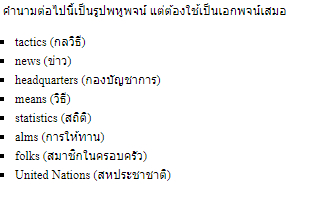 คำนามต่อไปนี้เป็นรูปพหูพจน์ แต่ต้องใช้เป็นเอกพจน์เสมอ
tactics (กลวิธี)
news (ข่าว)
headquarters (กองบัญชาการ)
means (วิธี)
statistics (สถิติ)
alms (การให้ทาน)
folks (สมาชิกในครอบครัว)
United Nations (สหประชาชาติ)